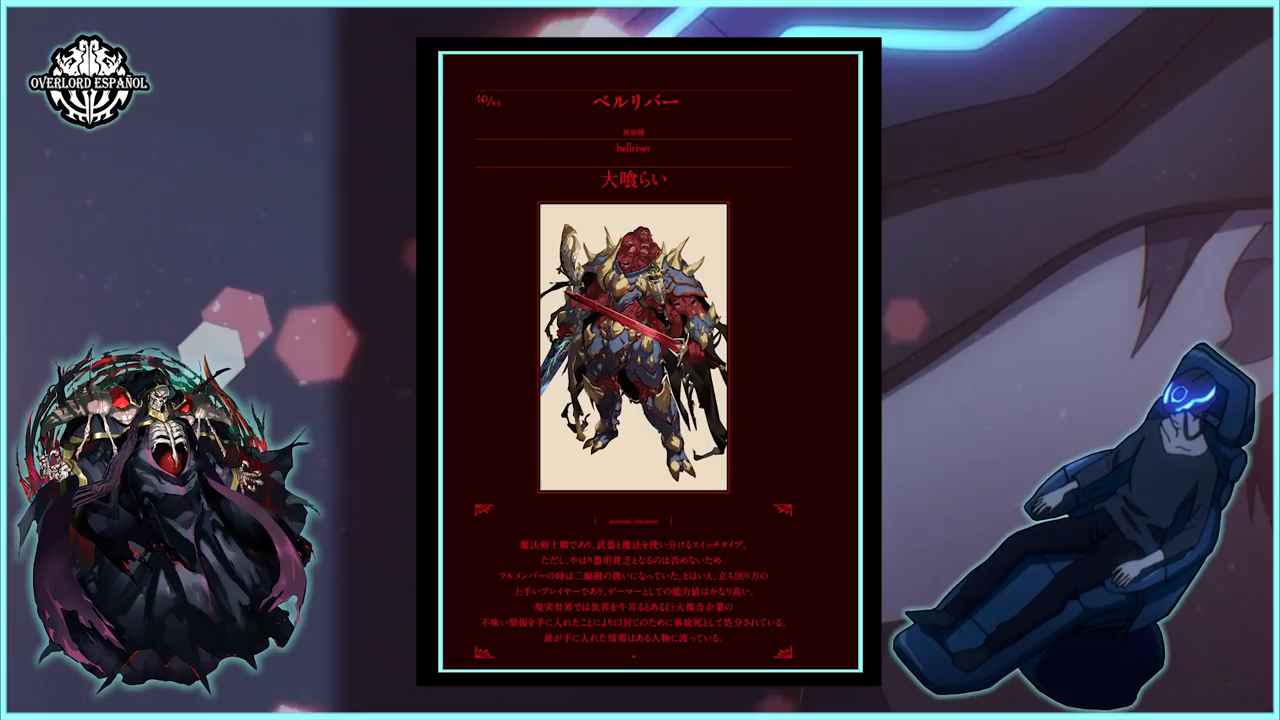 OVERLORD ESPAÑOL
10/41
ベルリバー
異形種
bellriver
大喰らい
omnious character
魔法剣士職であり、武器と魔法を使い分けるスイッチタイプ。
ただし、やはり器用貧乏となるのは否めないため、
フルメンバーの時は二線級の扱いになっていた。とはいえ、立ち回り方の
上手いプレイヤーであり、ゲーマーとしての能力値はかなり高い。
現実世界では世界を牛耳るとある巨大複合企業の
不味い情報を手に入れたことにより口封じのために事故死として処分されている。
彼が手に入れた情報はある人物に渡っている。